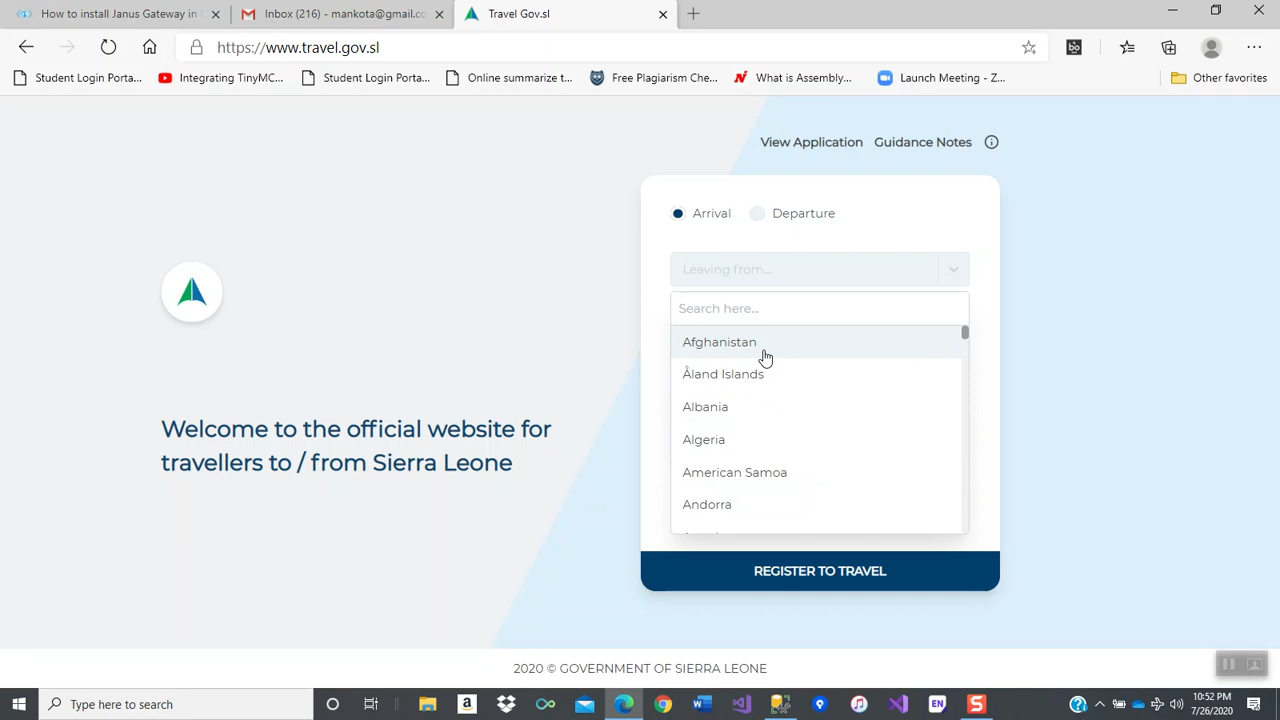 How to install Janus Gateway in
Inbox (216) - mankota@gmail.co
Travel Gov.sl
https://www.travel.gov.sl
Student Login Porta...
Integrating TinyMC...
Student Login Porta...
Online summarize t...
Free Plagiarism Che...
What is Assembly...
Launch Meeting - Z...
Other favorites
View Application
Guidance Notes
Arrival
Departure
Leaving from...
Search here...
Afghanistan
Åland Islands
Albania
Algeria
American Samoa
Andorra
Welcome to the official website for
travellers to / from Sierra Leone
REGISTER TO TRAVEL
2020 © GOVERNMENT OF SIERRA LEONE
Type here to search
10:52 PM
7/26/2020